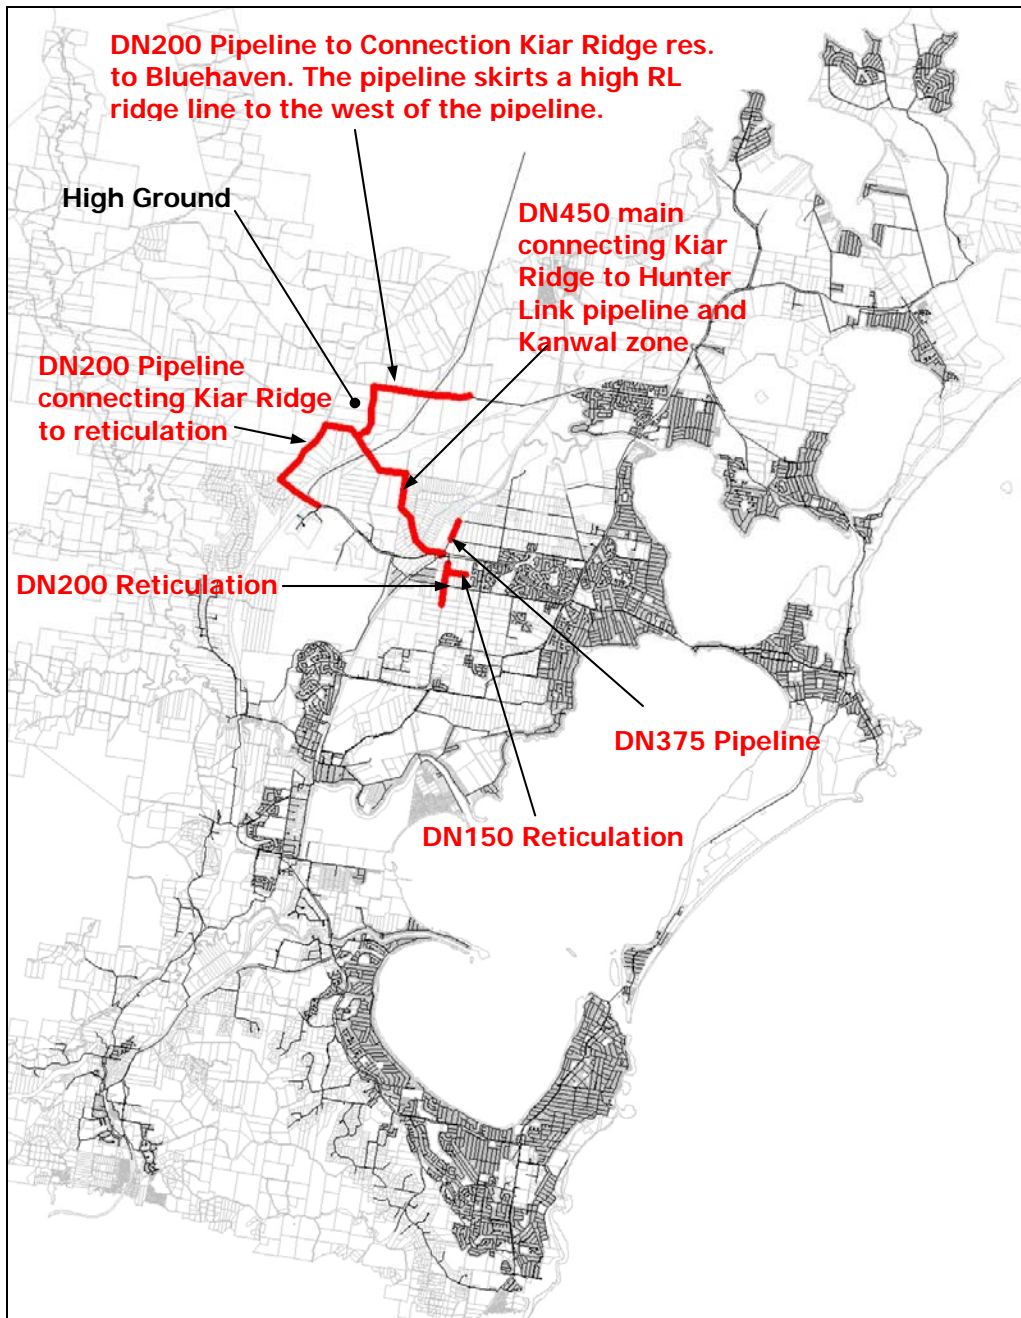 DN200 Pipeline to Connection Kiar Ridge res.
to Bluehaven. The pipeline skirts a high RL
ridge line to the west of the pipeline.
High Ground
DN450 main
connecting Kiar
Ridge to Hunter
Link pipeline and
Kanwal zone
DN200 Pipeline
connecting Kiar Ridge
to reticulation
DN200 Reticulation
DN375 Pipeline
DN150 Reticulation